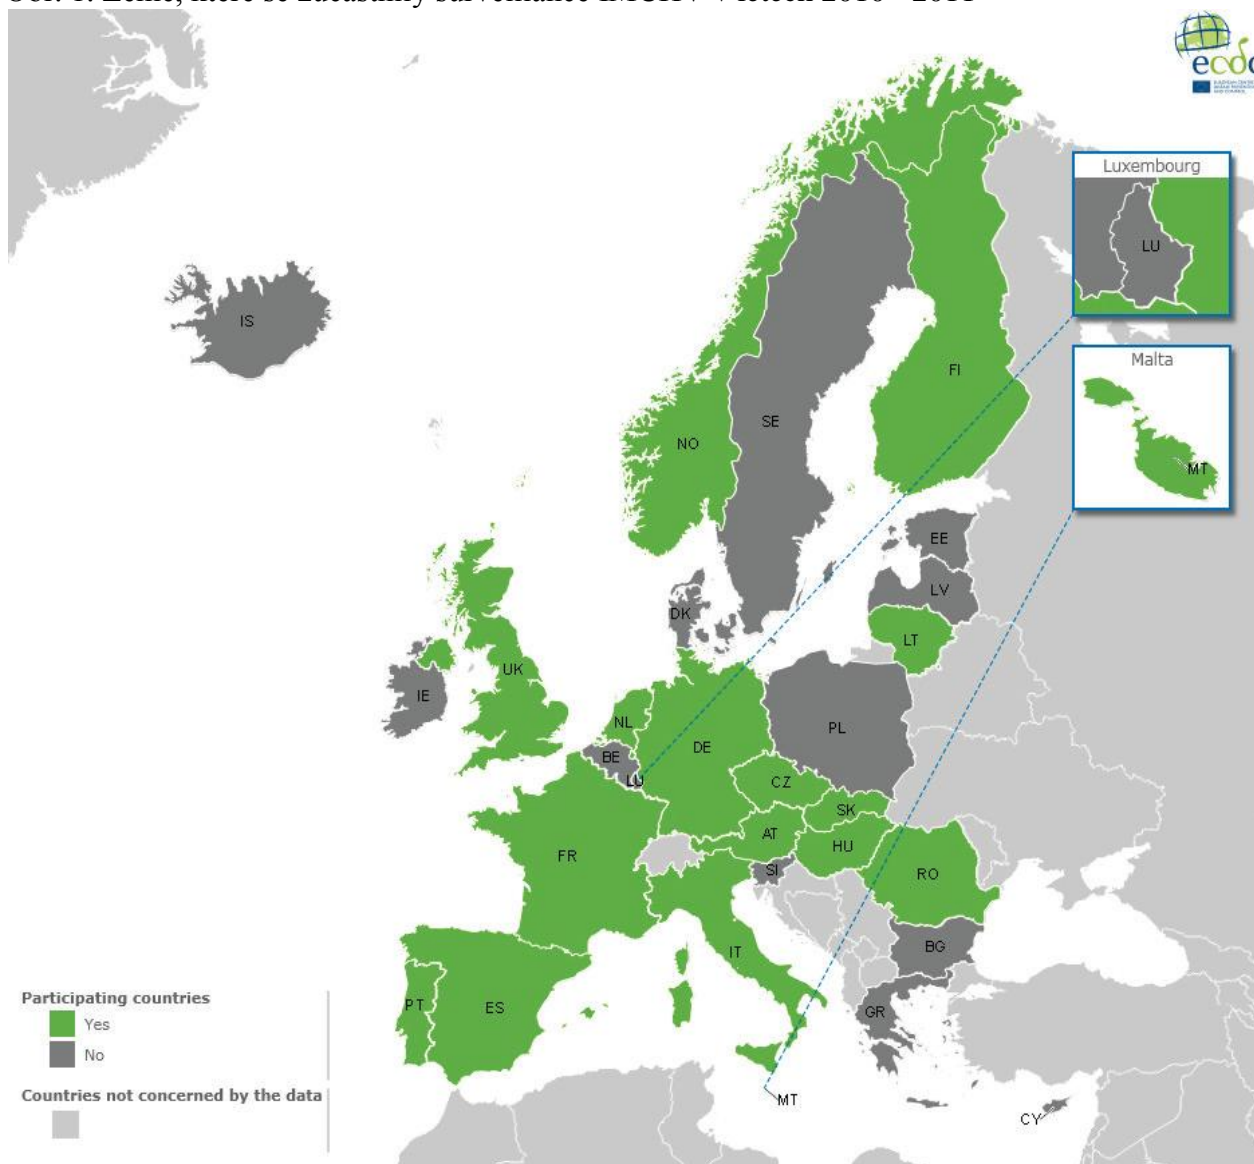 ecdc
Luxembourg
LU
Malta
MT
IS
FI
SE
NO
EE
LV
LT
DK
UK
IE
NL
PL
DE
BE
LU
CZ
SK
AT
HU
FR
SI
RO
BG
IT
PT
ES
GR
MT
CY
Participating countries
Yes
No
Countries not concerned by the data